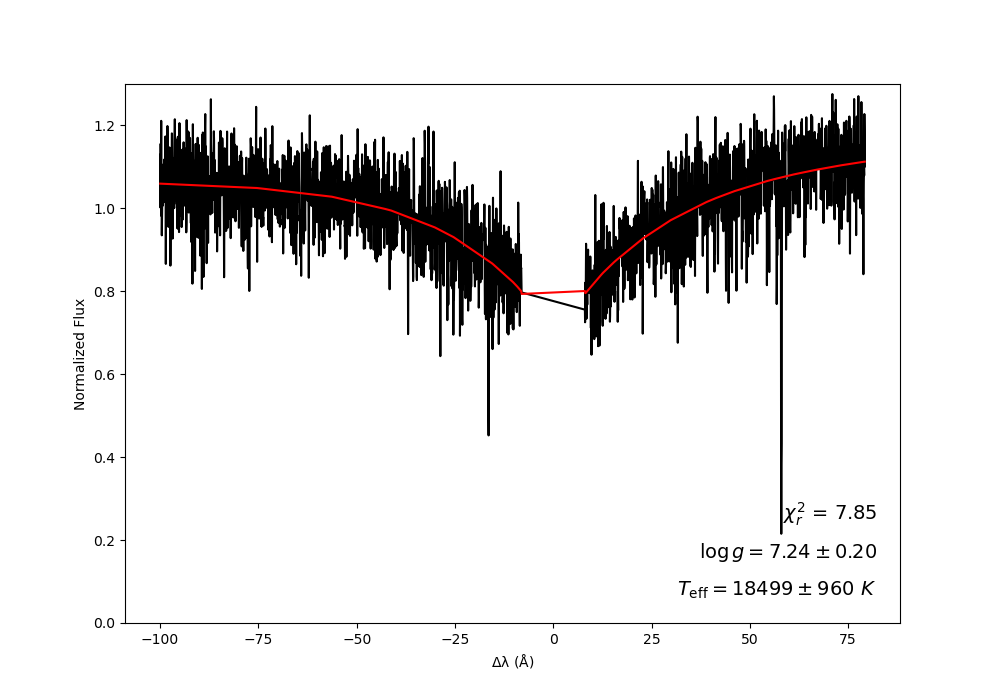 1.2
1.0
0.8
0.6
0.4
0.2
0.0
Normalized Flux
χ²ᵣ = 7.85
log g = 7.24 ± 0.20
T_eff = 18499 ± 960 K
−100 −75 −50 −25 0 25 50 75
Δλ (Å)